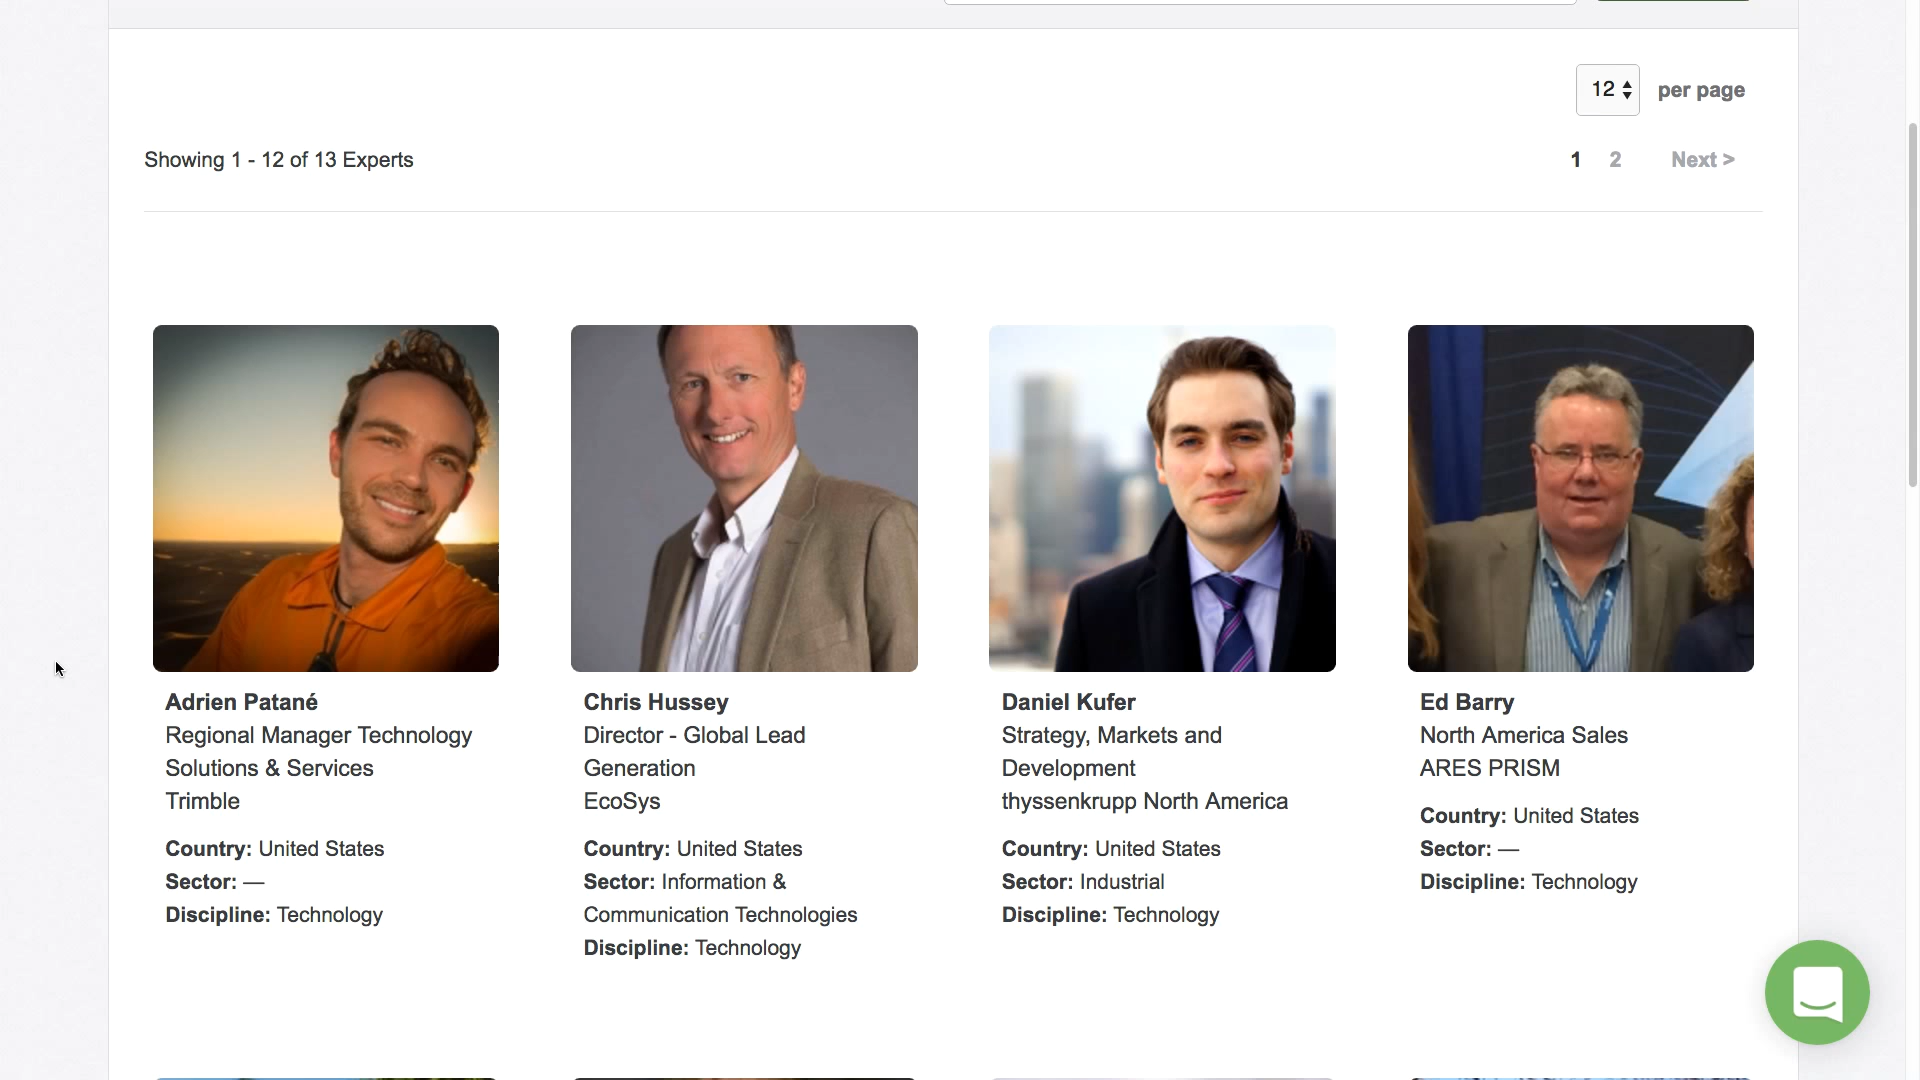 12 per page
Showing 1 - 12 of 13 Experts
1 2 Next >
Adrien Patané
Regional Manager Technology
Solutions & Services
Trimble
Country: United States
Sector: —
Discipline: Technology
Chris Hussey
Director - Global Lead
Generation
EcoSys
Country: United States
Sector: Information &
Communication Technologies
Discipline: Technology
Daniel Kufer
Strategy, Markets and
Development
thyssenkrupp North America
Country: United States
Sector: Industrial
Discipline: Technology
Ed Barry
North America Sales
ARES PRISM
Country: United States
Sector: —
Discipline: Technology